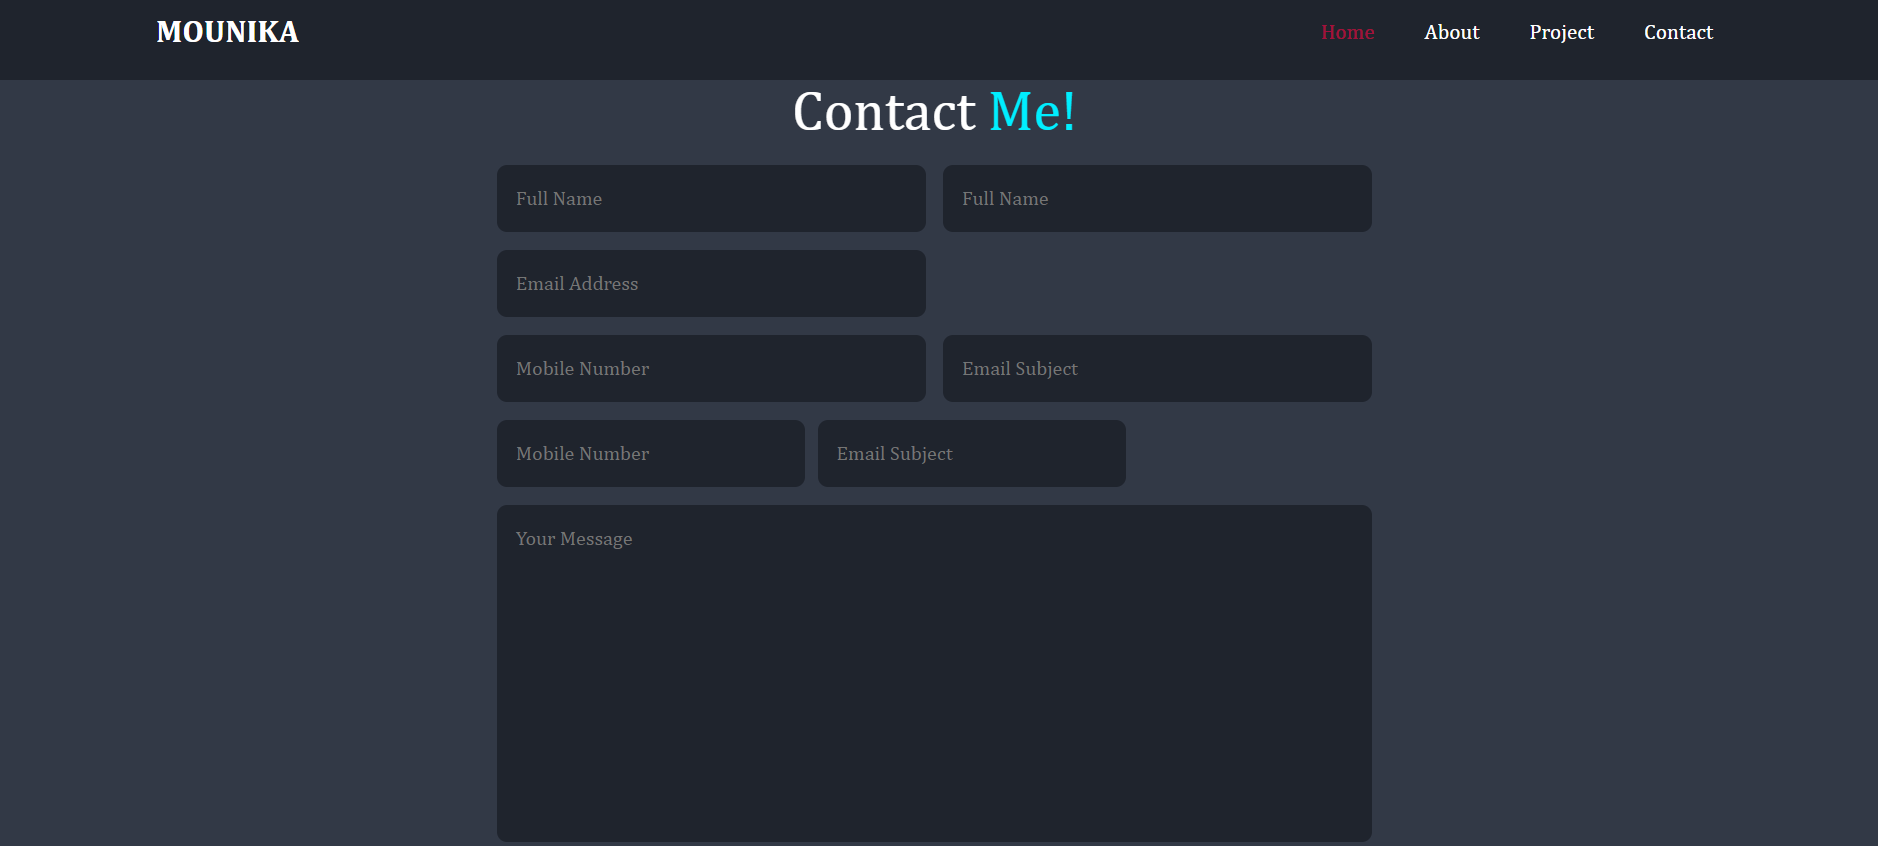 MOUNIKA Home About Project Contact
Contact Me!
Full Name Full Name
Email Address
Mobile Number Email Subject
Mobile Number Email Subject
Your Message